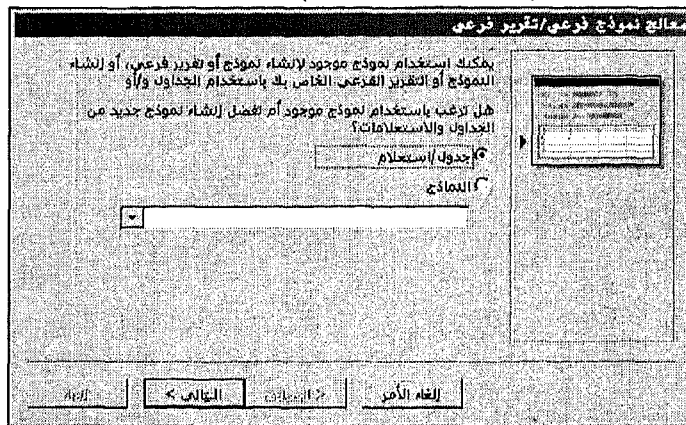 معالج نموذج فرعي/تقرير فرعي
يمكنك استخدام نموذج موجود لإنشاء نموذج أو تقرير فرعي، أو إنشاء
النموذج أو التقرير الفرعي الخاص بك باستخدام الجداول و/أو
هل ترغب باستخدام نموذج موجود أم تفضل إنشاء نموذج جديد من
الجداول والاستعلامات؟
جدول/استعلام
النماذج
إلغاء الأمر
التالي >